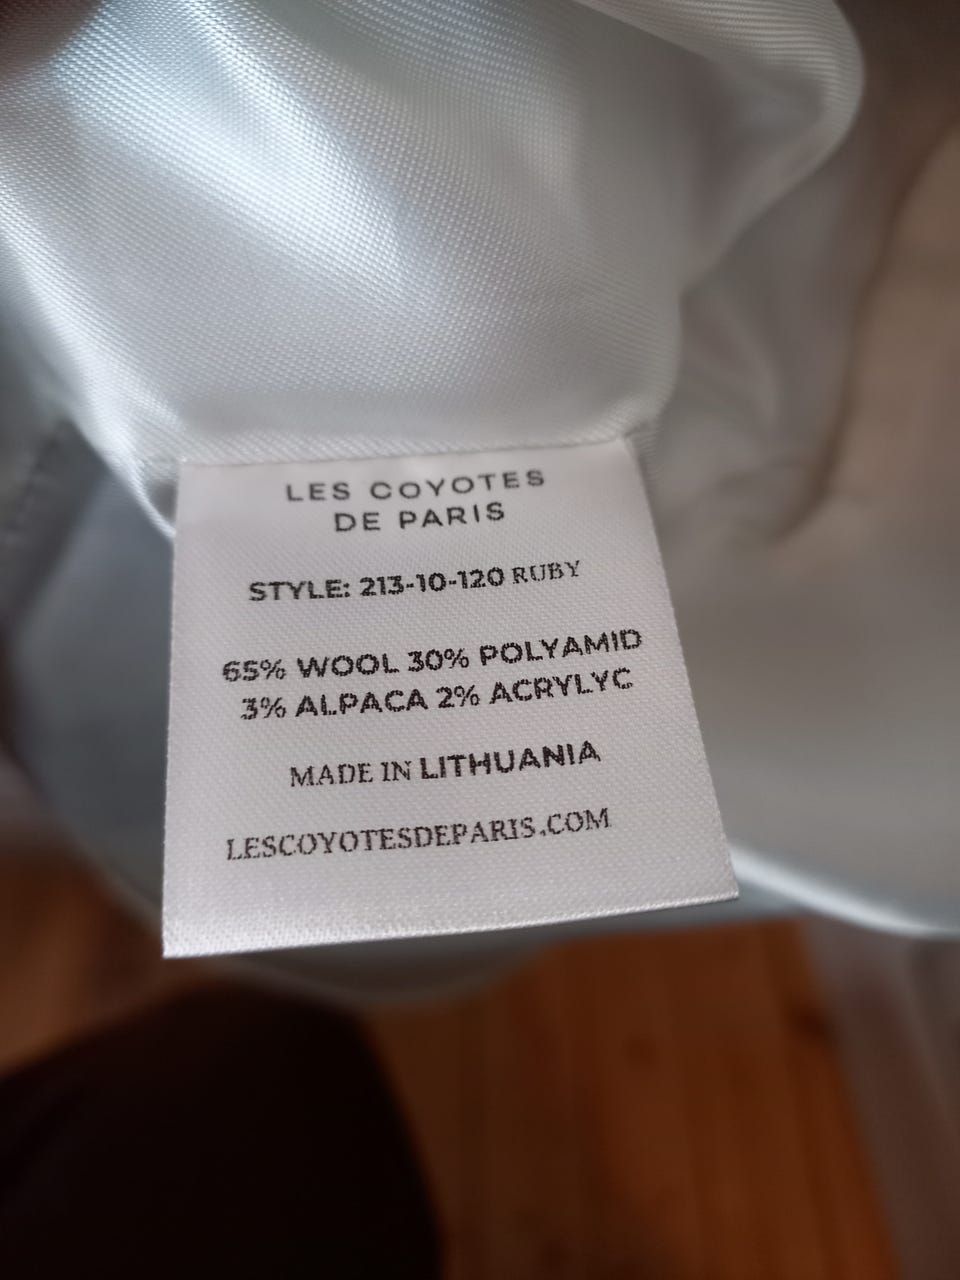 LES COYOTES
DE PARIS
STYLE: 213-10-120 RUBY
65% WOOL 30% POLYAMID
3% ALPACA 2% ACRYLYC
MADE IN LITHUANIA
LESCOYOTESDEPARIS.COM